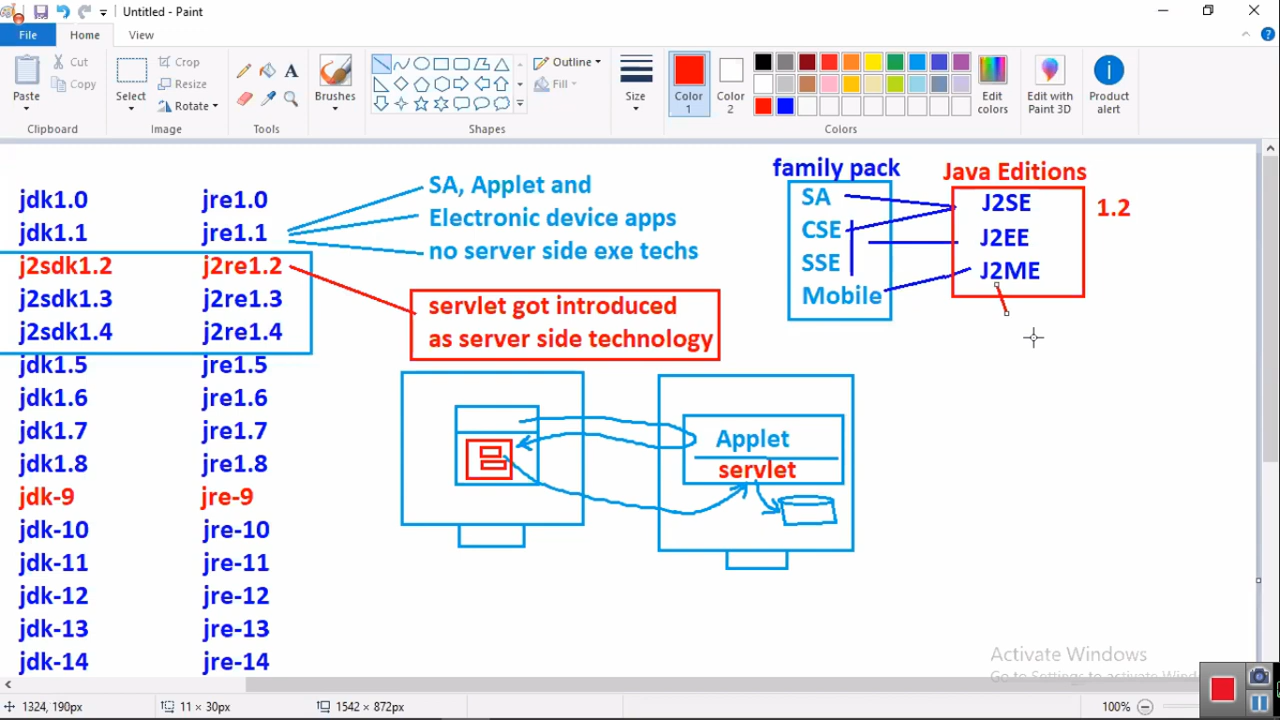 Untitled - Paint
File Home View
Cut
Copy
Paste
Clipboard
Crop
Resize
Rotate
Select
Image
A
Tools
Brushes
Outline
Fill
Shapes
Size
Color 1
Color 2
Edit colors
Colors
Edit with Paint 3D
Product alert
jdk1.0 jre1.0
jdk1.1 jre1.1
j2sdk1.2 j2re1.2
j2sdk1.3 j2re1.3
j2sdk1.4 j2re1.4
jdk1.5 jre1.5
jdk1.6 jre1.6
jdk1.7 jre1.7
jdk1.8 jre1.8
jdk-9 jre-9
jdk-10 jre-10
jdk-11 jre-11
jdk-12 jre-12
jdk-13 jre-13
jdk-14 jre-14
SA, Applet and
Electronic device apps
no server side exe techs
servlet got introduced
as server side technology
Applet
servlet
family pack
SA
CSE
SSE
Mobile
Java Editions
J2SE
J2EE
J2ME
1.2
Activate Windows
Go to Settings to activate
1324, 190px 11 × 30px 1542 × 872px 100%